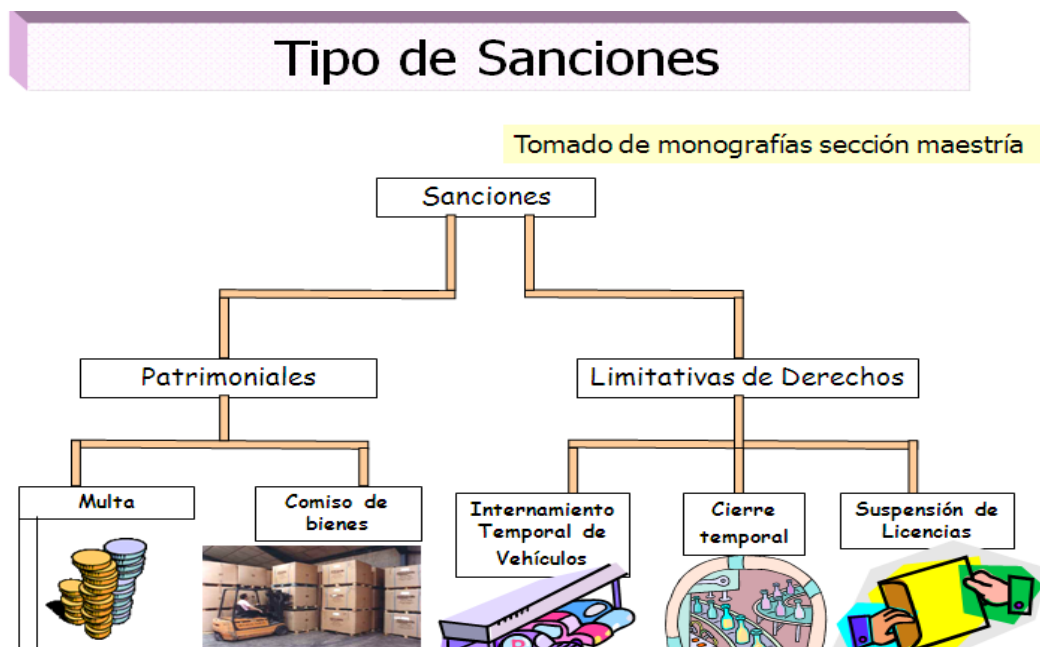 Tipo de Sanciones
Tomado de monografías sección maestría
Sanciones
Patrimoniales
Limitativas de Derechos
Multa
Comiso de
bienes
Internamiento
Temporal de
Vehículos
Cierre
temporal
Suspensión de
Licencias